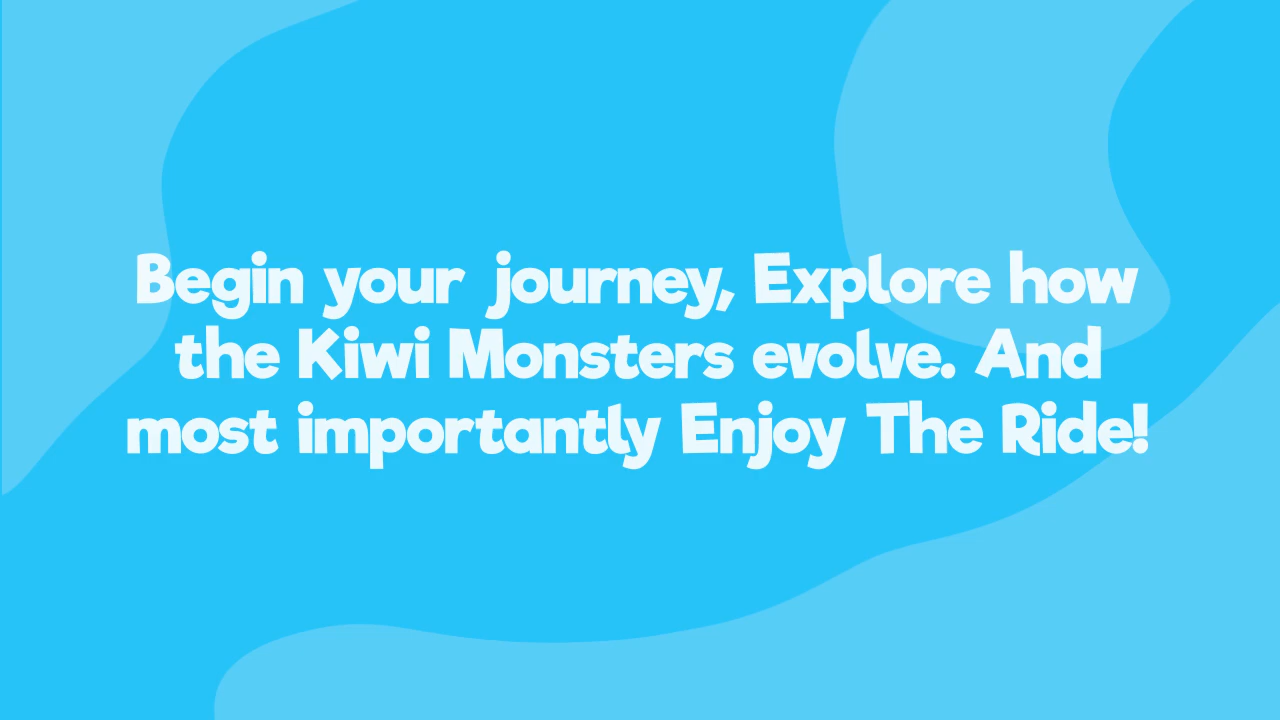 Begin your journey, Explore how
the Kiwi Monsters evolve. And
most importantly Enjoy The Ride!